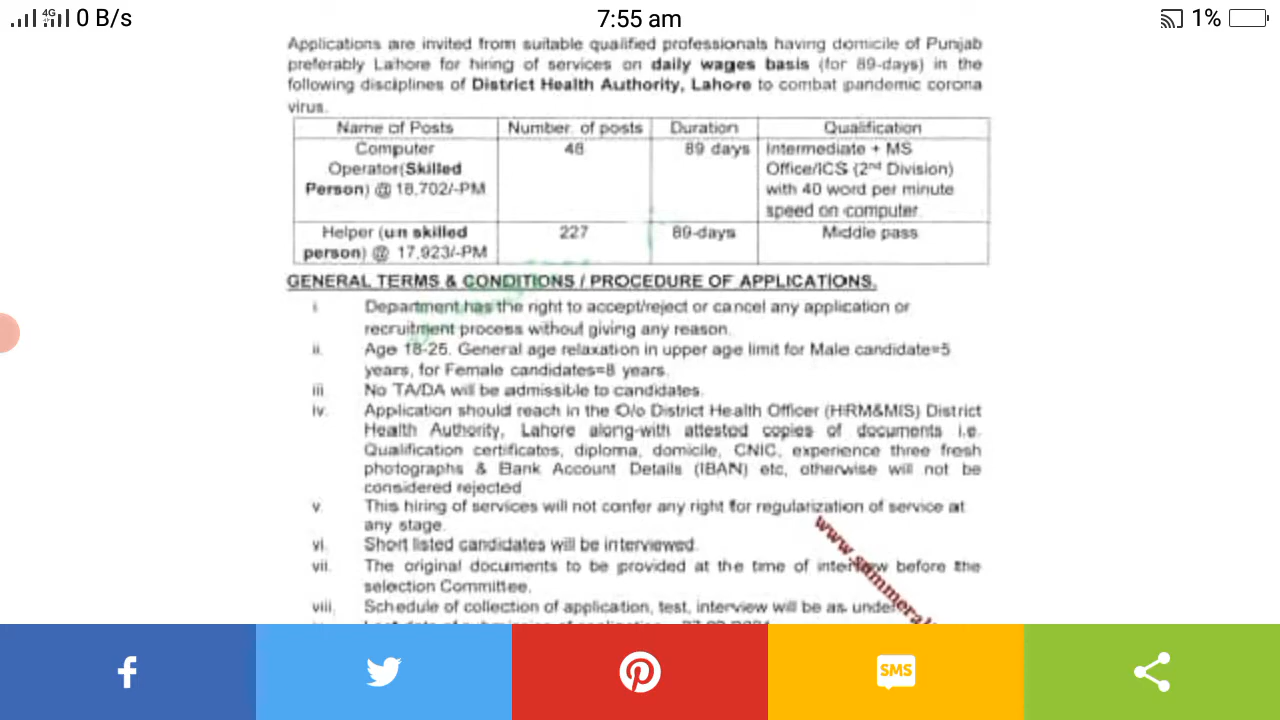 4G 0 B/s 7:55 am 1%
Applications are invited from suitable qualified professionals having domicile of Punjab
preferably Lahore for hiring of services on daily wages basis (for 89-days) in the
following disciplines of District Health Authority, Lahore to combat pandemic corona
virus.
Name of Posts Number. of posts Duration Qualification
Computer 48 89 days Intermediate + MS
Operator(Skilled Office/ICS (2nd Division)
Person) @ 18,702/-PM with 40 word per minute
speed on computer.
Helper (un skilled 227 89-days Middle pass
person) @ 17,923/-PM
GENERAL TERMS & CONDITIONS / PROCEDURE OF APPLICATIONS.
i. Department has the right to accept/reject or cancel any application or
recruitment process without giving any reason.
ii. Age 18-25. General age relaxation in upper age limit for Male candidate=5
years, for Female candidates=8 years.
iii. No TA/DA will be admissible to candidates.
iv. Application should reach in the O/o District Health Officer (HRM&MIS) District
Health Authority, Lahore along-with attested copies of documents i.e.
Qualification certificates, diploma, domicile, CNIC, experience three fresh
photographs & Bank Account Details (IBAN) etc, otherwise will not be
considered rejected
v. This hiring of services will not confer any right for regularization of service at
any stage.
vi. Short listed candidates will be interviewed.
vii. The original documents to be provided at the time of interview before the
selection Committee.
viii. Schedule of collection of application, test, interview will be as under
Last date of submission of application
SMS